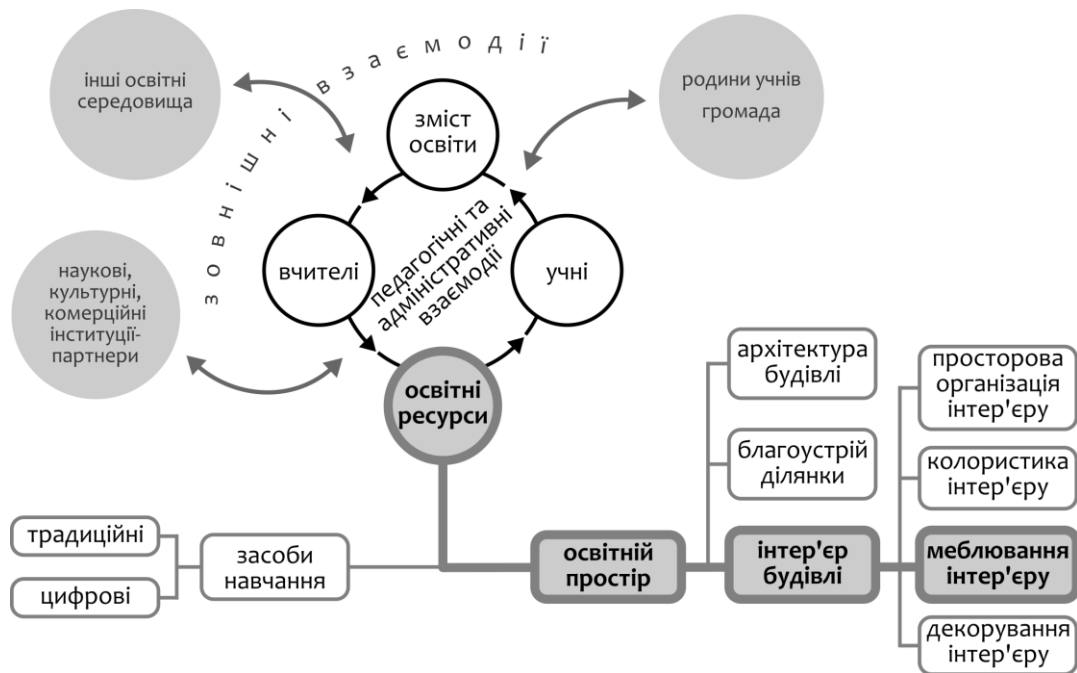 зовнішні взаємодії
інші освітні
середовища
родини учнів
громада
зміст
освіти
вчителі
педагогічні та
адміністративні
взаємодії
учні
наукові,
культурні,
комерційні
інституції-
партнери
освітні
ресурси
архітектура
будівлі
просторова
організація
інтер'єру
благоустрій
ділянки
колористика
інтер'єру
традиційні
цифрові
засоби
навчання
освітній
простір
інтер'єр
будівлі
меблювання
інтер'єру
декорування
інтер'єру